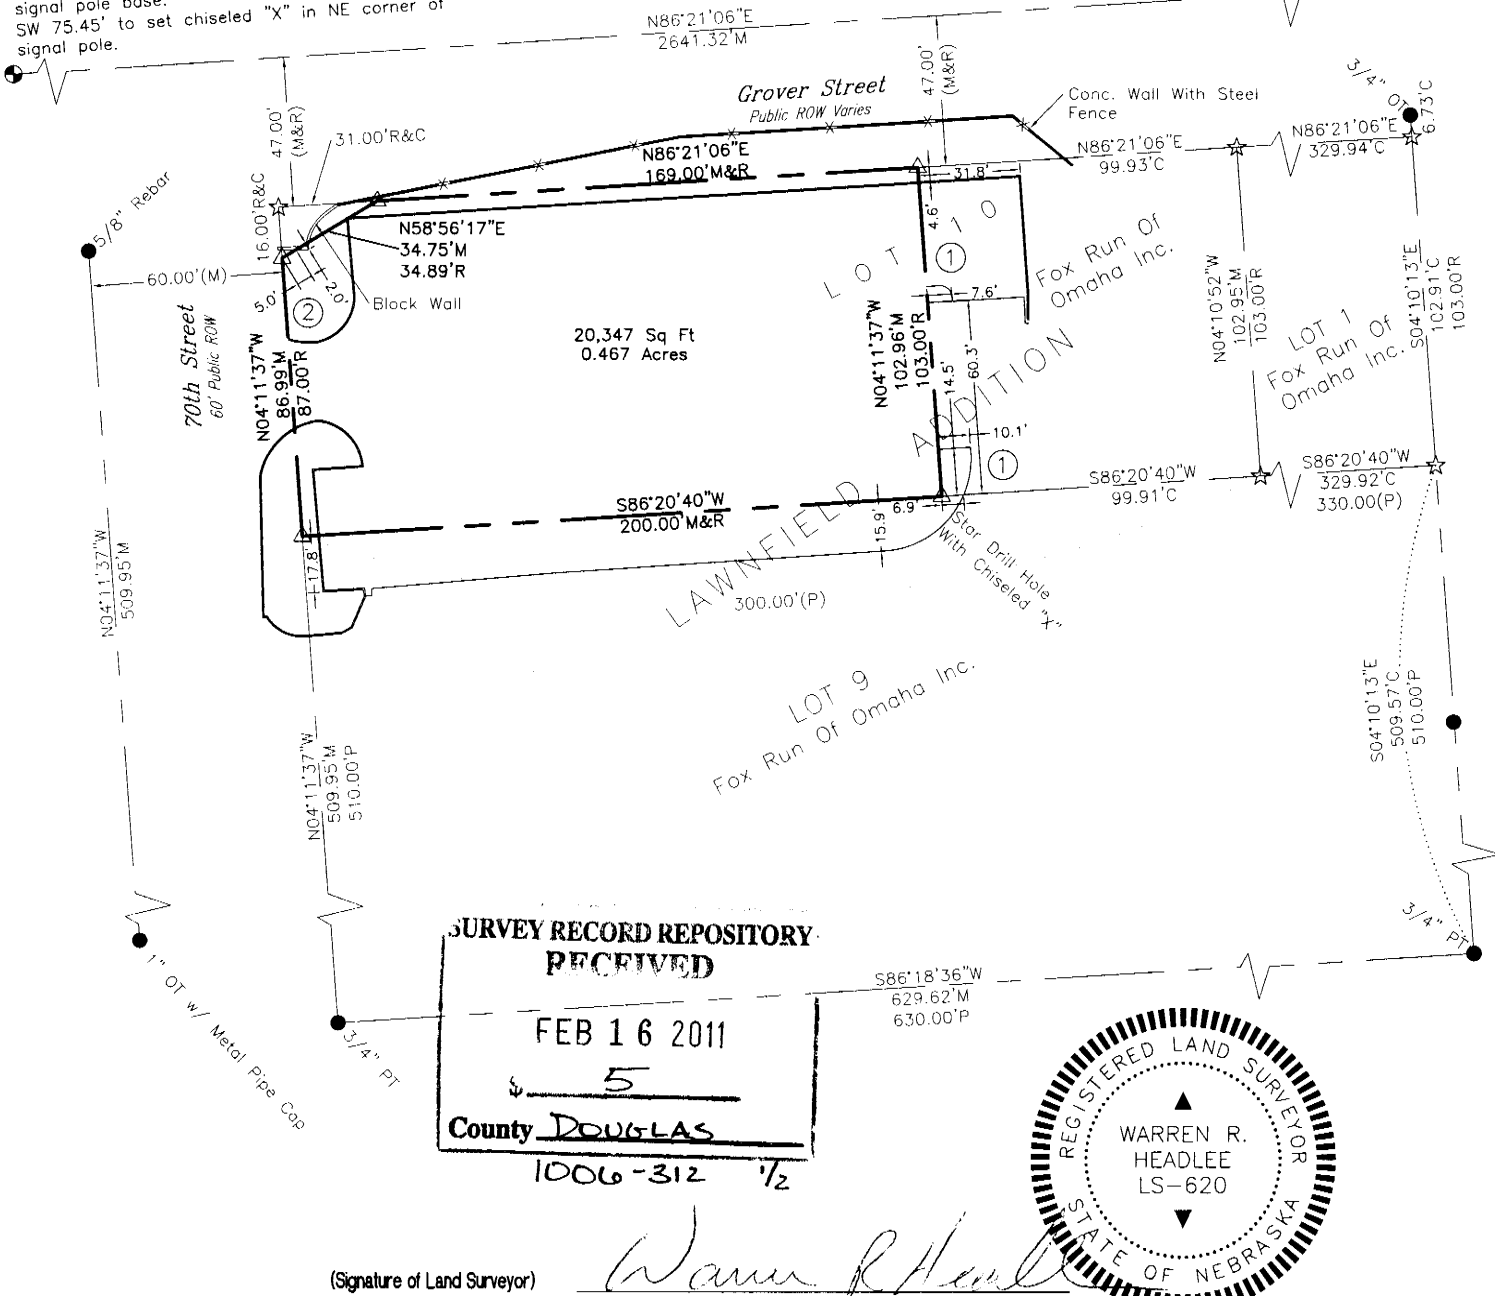 signal pole base.
SW 75.45' to set chiseled "X" in NE corner of
signal pole.
N86°21'06"E
2641.32'M
47.00'
(M&R)
47.00'
(M&R)
Grover Street
Public ROW Varies
Conc. Wall With Steel
Fence
3/4" OT
6.73'C
31.00'R&C
N86°21'06"E
169.00'M&R
N86°21'06"E
99.93'C
N86°21'06"E
329.94'C
31.8'
5/8" Rebar
16.00'R&C
N58°56'17"E
34.75'M
34.89'R
4.6'
LOT 10
1
Fox Run Of
Omaha Inc.
60.00'(M)
5.0'
2.0'
2
Block Wall
7.6'
70th Street
60' Public ROW
20,347 Sq Ft
0.467 Acres
N04°11'37"W
86.99'M
87.00'R
N04°11'37"W
102.96'M
103.00'R
14.5'
60.3'
N04°10'52"W
102.95'M
103.00'R
LOT 1
Fox Run Of
Omaha Inc.
S04°10'13"E
102.91'C
103.00'R
10.1'
1
LAWNFIELD ADDITION
S86°20'40"W
200.00'M&R
15.9'
6.9'
S86°20'40"W
99.91'C
S86°20'40"W
329.92'C
330.00(P)
Star Drill Hole
With Chiseled "X"
17.8'
N04°11'37"W
509.95'M
300.00'(P)
LOT 9
Fox Run Of Omaha Inc.
S04°10'13"E
509.57'C
510.00'P
N04°11'37"W
509.95'M
510.00'P
3/4" PT
1" OT w/ Metal Pipe Cap
3/4" PT
S86°18'36"W
629.62'M
630.00'P
SURVEY RECORD REPOSITORY
RECEIVED
FEB 16 2011
$ 5
County DOUGLAS
1006-312 1/2
REGISTERED LAND SURVEYOR
WARREN R.
HEADLEE
LS-620
STATE OF NEBRASKA
(Signature of Land Surveyor) Warren R Headlee